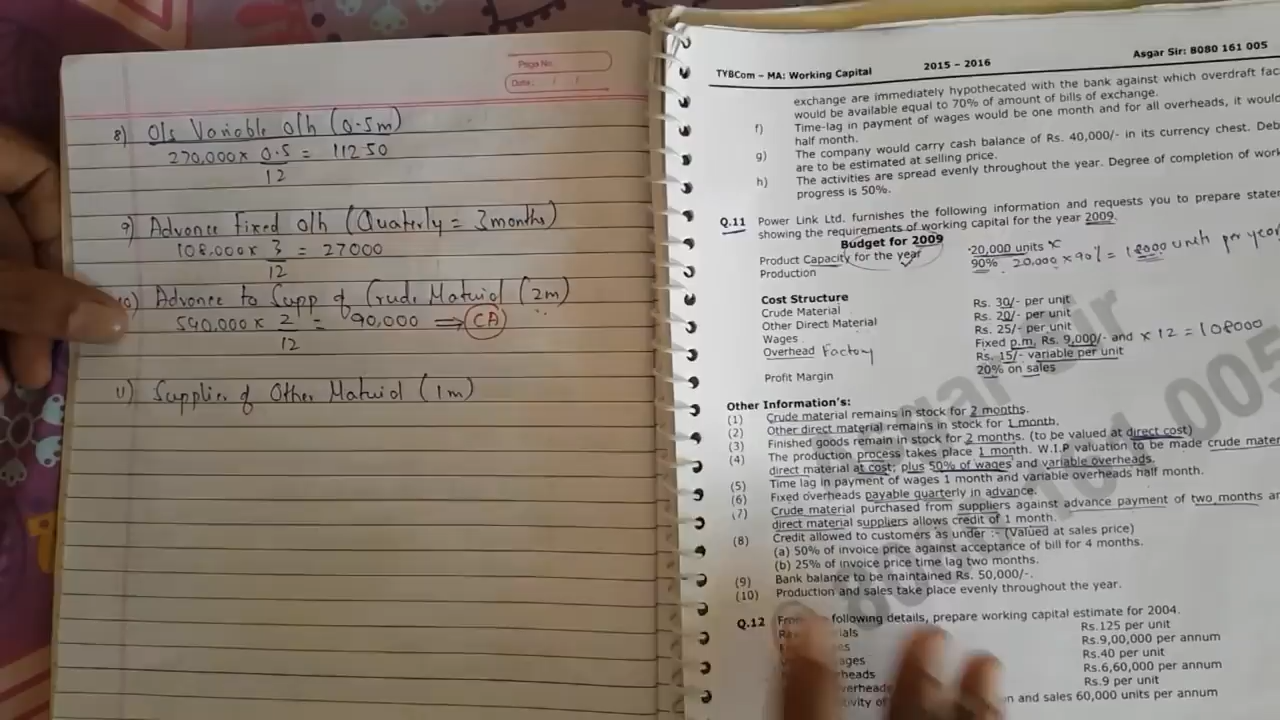 Page No.
Date: / /
8) O/s Variable O/h (0.5m)
270,000 x 0.5 = 11250
12
9) Advance Fixed O/h (Quaterly = 3 months)
108.000 x 3 = 27000
12
10) Advance to Supp of Crude Material (2m)
540.000 x 2 = 90,000 ⟹ CA
12
11) Supplier of Other Material (1m)
TYBCom – MA: Working Capital 2015 – 2016 Asgar Sir: 8080 161 005
exchange are immediately hypothecated with the bank against which overdraft fac
would be available equal to 70% of amount of bills of exchange.
f) Time-lag in payment of wages would be one month and for all overheads, it would
half month.
g) The company would carry cash balance of Rs. 40,000/- in its currency chest. Deb
are to be estimated at selling price.
h) The activities are spread evenly throughout the year. Degree of completion of work
progress is 50%.
Q.11 Power Link Ltd. furnishes the following information and requests you to prepare state
showing the requirements of working capital for the year 2009.
Budget for 2009
Product Capacity for the year 20,000 units x
Production 90% 20,000 x 90% = 18000 units per year
Cost Structure
Crude Material Rs. 30/- per unit
Other Direct Material Rs. 20/- per unit
Wages Rs. 25/- per unit
Overhead Factory Fixed p.m, Rs. 9,000/- and x 12 = 108000
Rs. 15/- variable per unit
Profit Margin 20% on sales
Other Information's:
(1) Crude material remains in stock for 2 months.
(2) Other direct material remains in stock for 1 month.
(3) Finished goods remain in stock for 2 months. (to be valued at direct cost)
(4) The production process takes place 1 month. W.I.P valuation to be made crude mater
direct material at cost; plus 50% of wages and variable overheads.
(5) Time lag in payment of wages 1 month and variable overheads half month.
(6) Fixed overheads payable quarterly in advance.
(7) Crude material purchased from suppliers against advance payment of two months a
direct material suppliers allows credit of 1 month.
(8) Credit allowed to customers as under :- (Valued at sales price)
(a) 50% of invoice price against acceptance of bill for 4 months.
(b) 25% of invoice price time lag two months.
(9) Bank balance to be maintained Rs. 50,000/-.
(10) Production and sales take place evenly throughout the year.
Q.12 following details, prepare working capital estimate for 2004.
Rs.125 per unit
Rs.9,00,000 per annum
Rs.40 per unit
Rs.6,60,000 per annum
Rs.9 per unit
and sales 60,000 units per annum